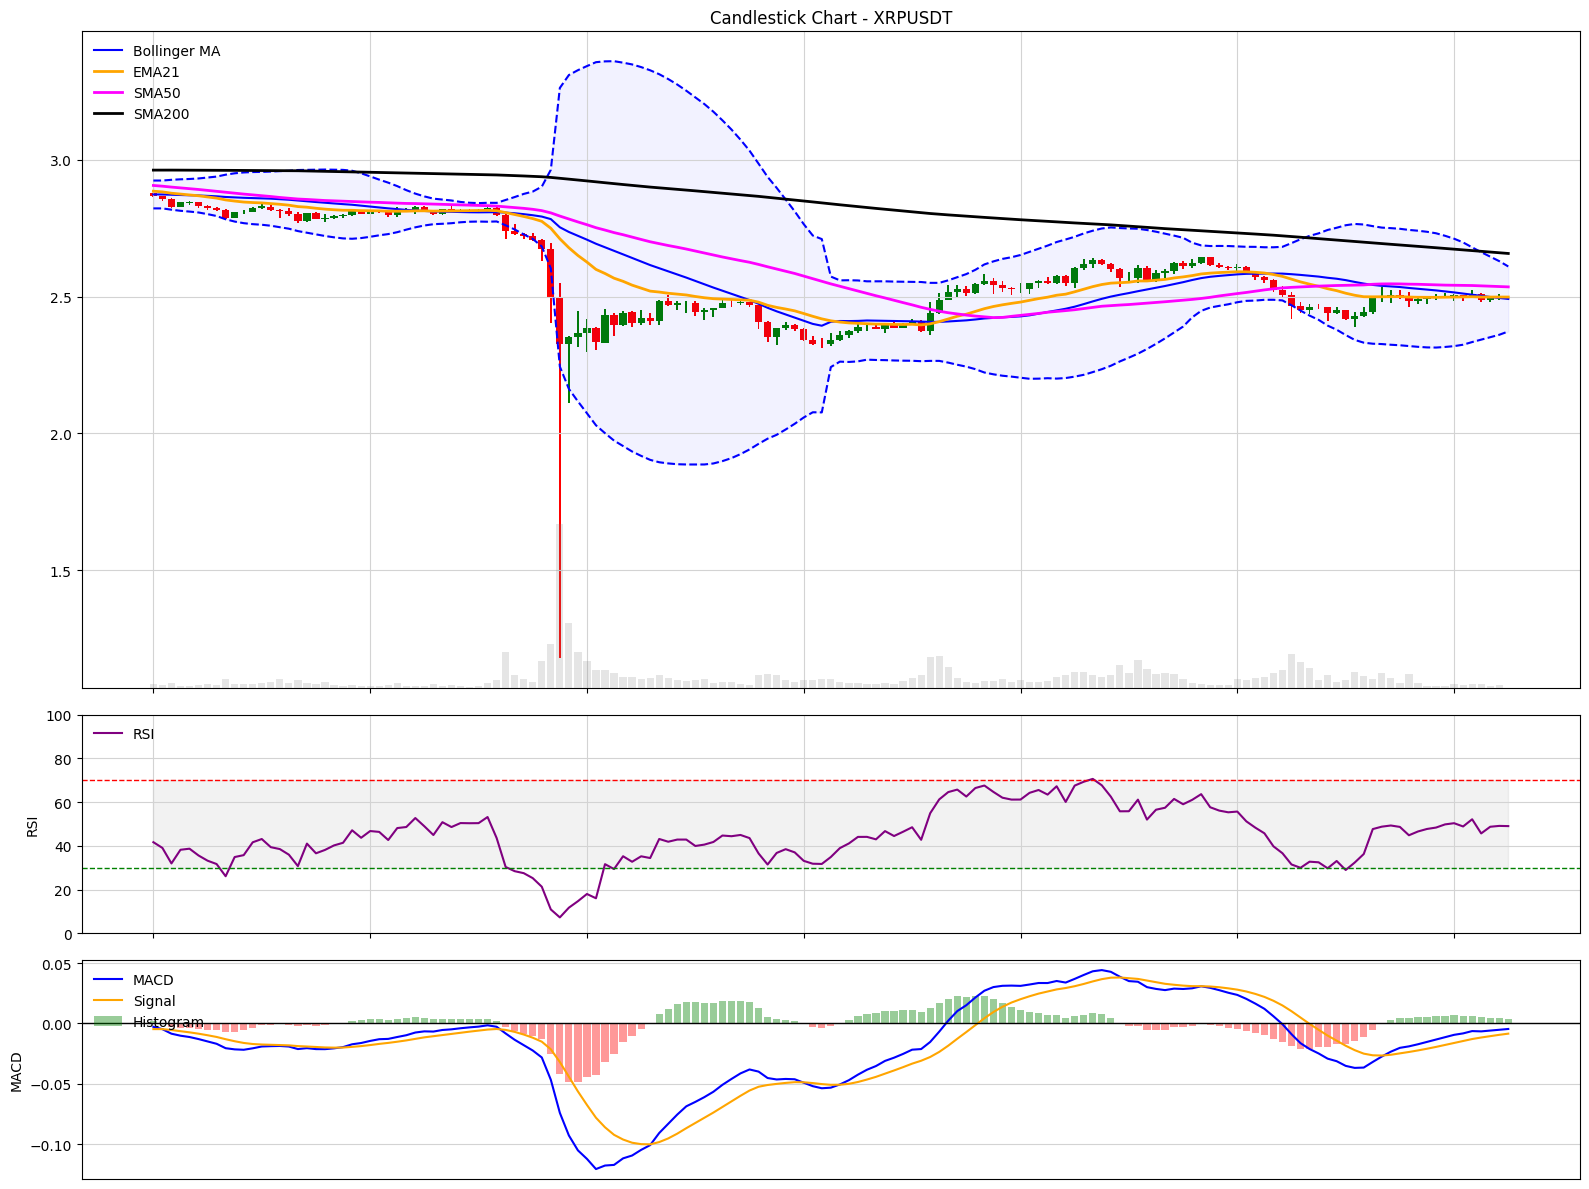 Candlestick Chart - XRPUSDT
Bollinger MA
EMA21
SMA50
SMA200
3.0
2.5
2.0
1.5
100
RSI
80
60
RSI
40
20
0
0.05
MACD
Signal
0.00
Histogram
MACD
−0.05
−0.10